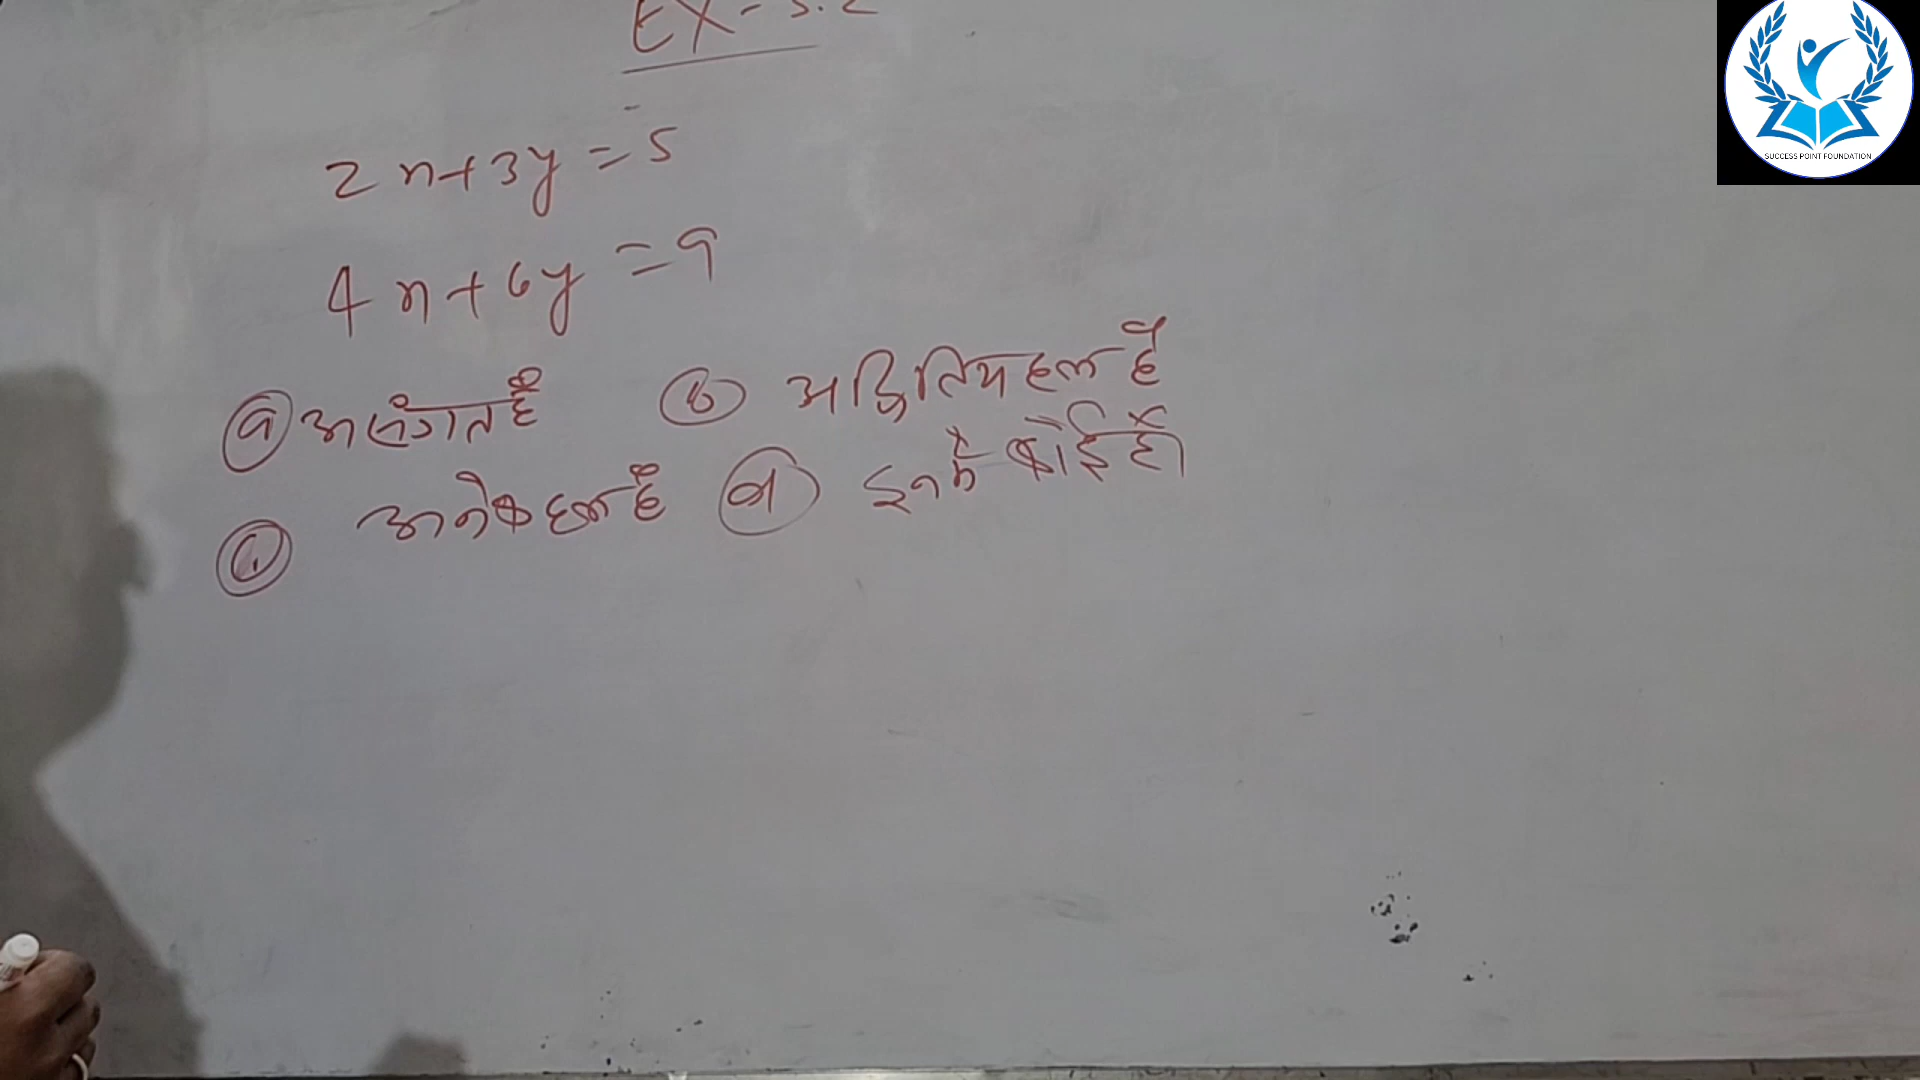 EX-3.2
2x+3y=5
4x+6y=9
(a) असंगत है (b) अद्वितिय हल है
(c) अनेक हल है (d) इनमें कोई नहीं
SUCCESS POINT FOUNDATION